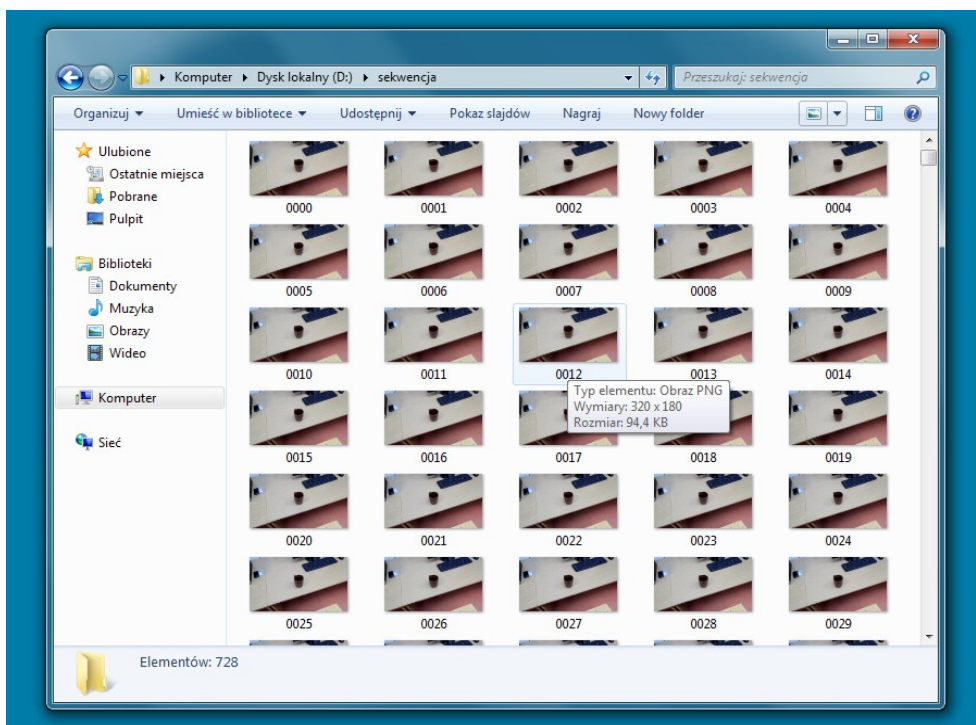 Komputer ▸ Dysk lokalny (D:) ▸ sekwencja
Przeszukaj: sekwencja
Organizuj Umieść w bibliotece Udostępnij Pokaz slajdów Nagraj Nowy folder
Ulubione
Ostatnie miejsca
Pobrane
Pulpit
Biblioteki
Dokumenty
Muzyka
Obrazy
Wideo
Komputer
Sieć
0000 0001 0002 0003 0004
0005 0006 0007 0008 0009
0010 0011 0012 0013 0014
Typ elementu: Obraz PNG
Wymiary: 320 x 180
Rozmiar: 94,4 KB
0015 0016 0017 0018 0019
0020 0021 0022 0023 0024
0025 0026 0027 0028 0029
Elementów: 728